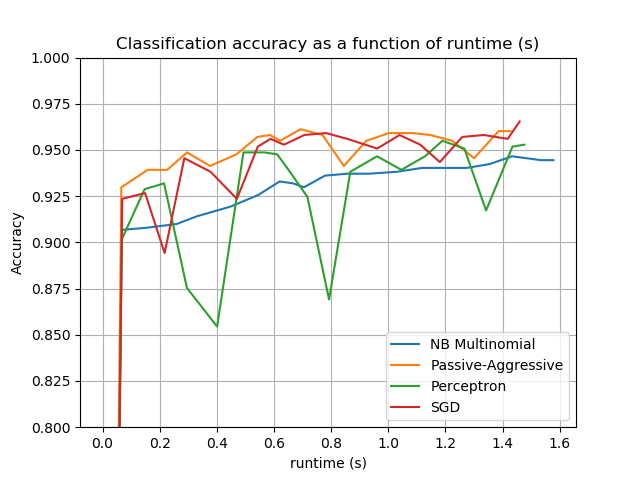 Classification accuracy as a function of runtime (s)
1.000
0.975
0.950
0.925
0.900
0.875
0.850
0.825
0.800
Accuracy
NB Multinomial
Passive-Aggressive
Perceptron
SGD
0.0 0.2 0.4 0.6 0.8 1.0 1.2 1.4 1.6
runtime (s)